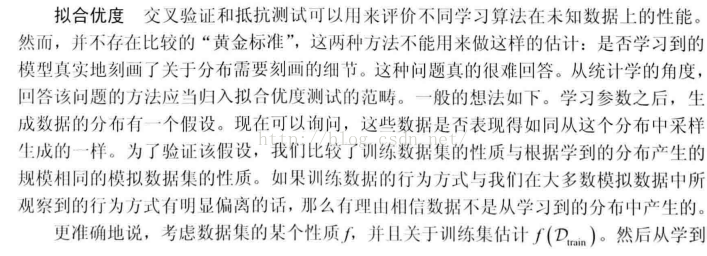 拟合优度 交叉验证和抵抗测试可以用来评价不同学习算法在未知数据上的性能。
然而，并不存在比较的“黄金标准”，这两种方法不能用来做这样的估计：是否学习到的
模型真实地刻画了关于分布需要刻画的细节。这种问题真的很难回答。从统计学的角度，
回答该问题的方法应当归入拟合优度测试的范畴。一般的想法如下。学习参数之后，生
成数据的分布有一个假设。现在可以询问，这些数据是否表现得如同从这个分布中采样
http://blog.csdn.net/
生成的一样。为了验证该假设，我们比较了训练数据集的性质与根据学到的分布产生的
规模相同的模拟数据集的性质。如果训练数据的行为方式与我们在大多数模拟数据中所
观察到的行为方式有明显偏离的话，那么有理由相信数据不是从学习到的分布中产生的。
更准确地说，考虑数据集的某个性质f，并且关于训练集估计 f(𝒟train)。然后从学到